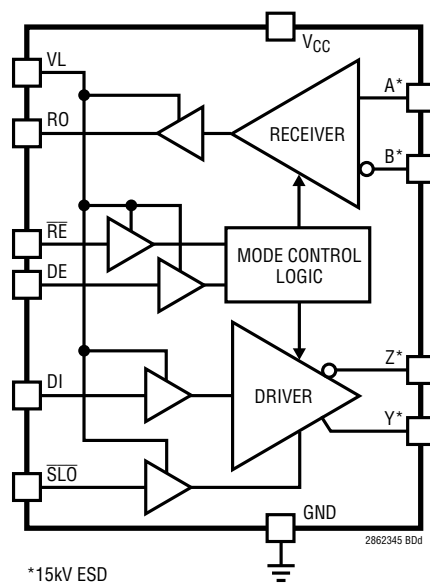 VCC
VL
A*
RO
RECEIVER
B*
RE
MODE CONTROL
LOGIC
DE
Z*
DI
DRIVER
Y*
SLO
GND
2862345 BDd
*15kV ESD